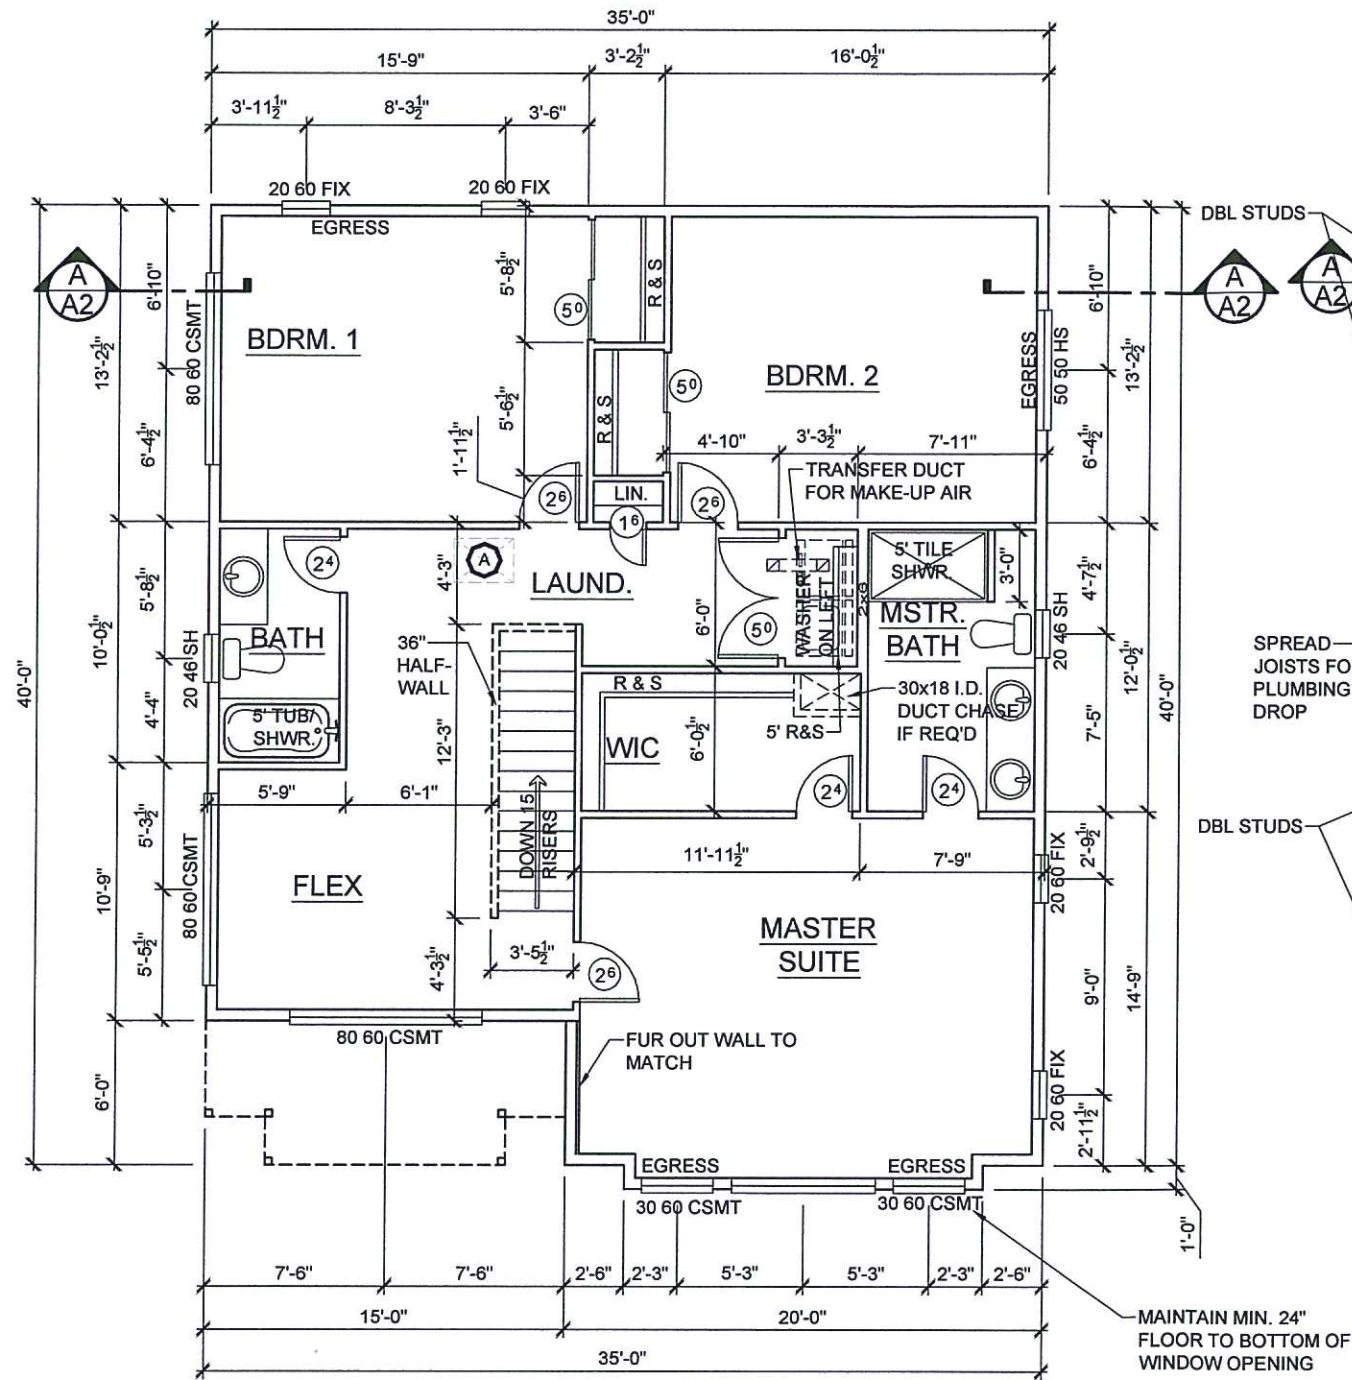 35'-0"
15'-9" 3'-2½" 16'-0½"
3'-11½" 8'-3½" 3'-6"
20 60 FIX 20 60 FIX
EGRESS
DBL STUDS
A
A2
A
A2
A
A2
6'-10"
5'-8½"
R & S
6'-10"
80 60 CSMT
13'-2½"
5⁰
BDRM. 1
BDRM. 2
EGRESS
50 50 HS
13'-2½"
5⁰
R & S
5'-6½"
6'-4½"
1'-11½"
4'-10" 3'-3½" 7'-11"
6'-4½"
TRANSFER DUCT
FOR MAKE-UP AIR
2⁶
LIN.
2⁶
1⁶
2⁴
A
4'-3"
LAUND.
5' TILE
SHWR.
3'-0"
4'-7½"
5'-8½"
10'-0½"
20 46 SH
BATH
36"
HALF-
WALL
6'-0"
5⁰
WASHER
ON LEFT
2x6
MSTR.
BATH
20 46 SH
12'-0½"
SPREAD
JOISTS FO
PLUMBING
DROP
40'-0"
40'-0"
4'-4"
5' TUB/
SHWR.
12'-3"
R & S
30x18 I.D.
DUCT CHASE
IF REQ'D
5' R&S
WIC
6'-0½"
7'-5"
2⁴
2⁴
5'-9" 6'-1"
5'-3½"
DOWN 15
RISERS
DBL STUDS
11'-11½" 7'-9"
2'-9½"
20 60 FIX
80 60 CSMT
10'-9"
FLEX
MASTER
SUITE
5'-5½"
4'-3½"
3'-5½"
2⁶
9'-0"
14'-9"
80 60 CSMT
FUR OUT WALL TO
MATCH
6'-0"
20 60 FIX
2'-11½"
EGRESS EGRESS
30 60 CSMT 30 60 CSMT
1'-0"
7'-6" 7'-6" 2'-6" 2'-3" 5'-3" 5'-3" 2'-3" 2'-6"
15'-0" 20'-0"
35'-0"
MAINTAIN MIN. 24"
FLOOR TO BOTTOM OF
WINDOW OPENING